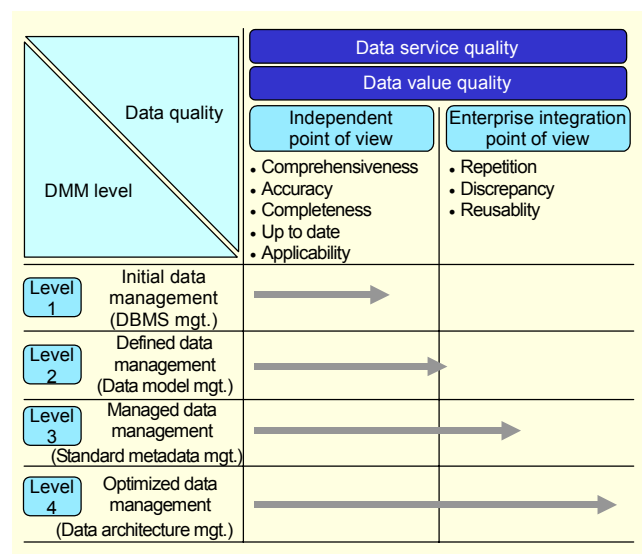 Data service quality
Data value quality
Data quality
DMM level
Independent
point of view
Enterprise integration
point of view
• Comprehensiveness
• Accuracy
• Completeness
• Up to date
• Applicability
• Repetition
• Discrepancy
• Reusablity
Level
1
Initial data
management
(DBMS mgt.)
Level
2
Defined data
management
(Data model mgt.)
Level
3
Managed data
management
(Standard metadata mgt.)
Level
4
Optimized data
management
(Data architecture mgt.)